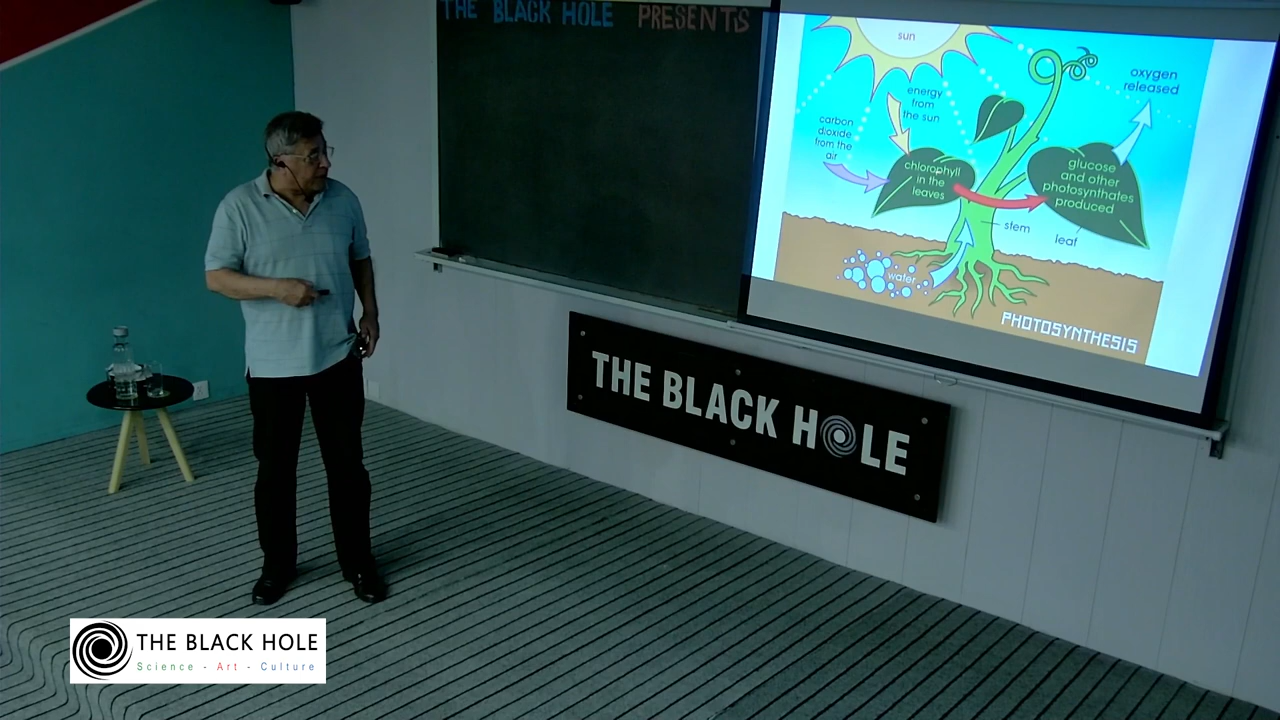 THE BLACK HOLE PRESENTS
sun
oxygen
released
energy
from
the sun
carbon
dioxide
from the
air
chlorophyll
in the
leaves
glucose
and other
photosynthates
produced
stem
leaf
water
PHOTOSYNTHESIS
THE BLACK HOLE
THE BLACK HOLE
Science - Art - Culture